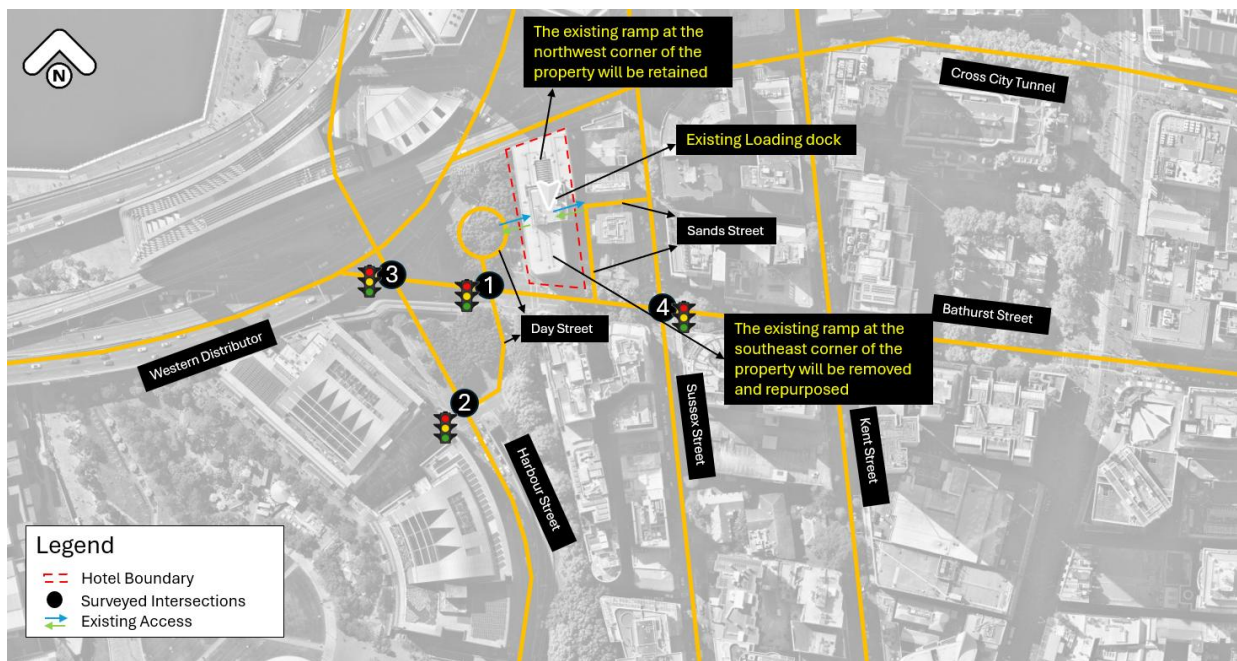 The existing ramp at the
northwest corner of the
property will be retained
N
Cross City Tunnel
Existing Loading dock
Sands Street
3
1
4
Day Street
Bathurst Street
Western Distributor
The existing ramp at the
southeast corner of the
property will be removed
and repurposed
2
Sussex Street
Kent Street
Harbour Street
Legend
Hotel Boundary
Surveyed Intersections
Existing Access